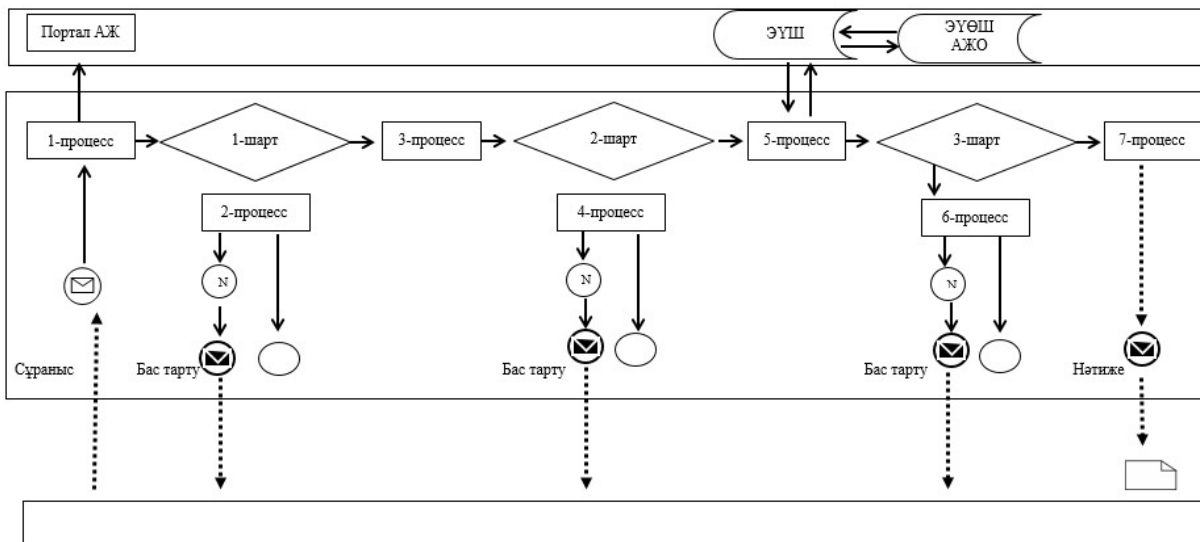 Портал АЖ
ЭҮШ
ЭҮӨШ
АЖО
1-процесс
1-шарт
3-процесс
2-шарт
5-процесс
3-шарт
7-процесс
2-процесс
4-процесс
6-процесс
N
N
N
Сұраныс
Бас тарту
Бас тарту
Бас тарту
Нәтиже